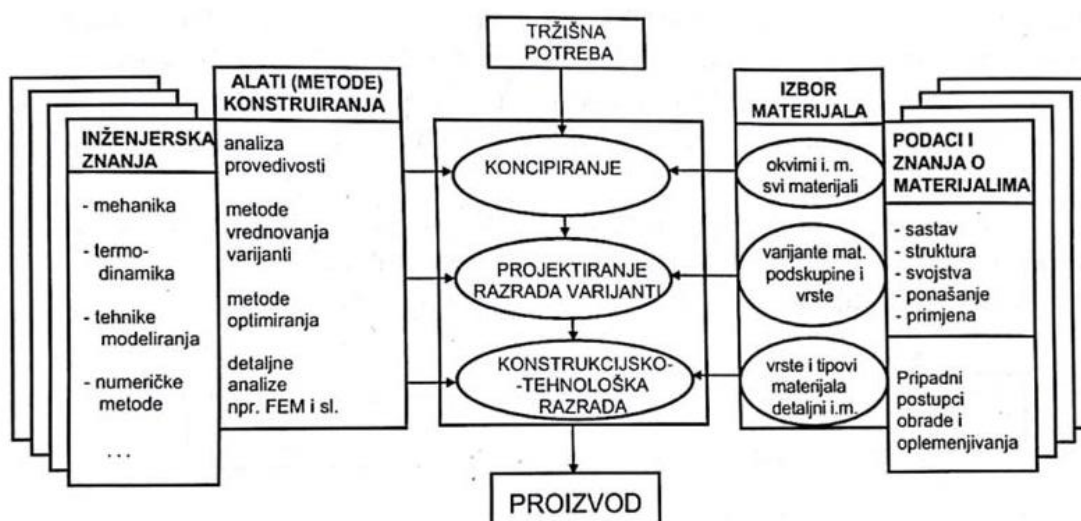 TRŽIŠNA
POTREBA
ALATI (METODE)
KONSTRUIRANJA
analiza
provedivosti
metode
vrednovanja
varijanti
metode
optimiranja
detaljne
analize
npr. FEM i sl.
INŽENJERSKA
ZNANJA
- mehanika
- termo-
dinamika
- tehnike
modeliranja
- numeričke
metode
...
KONCIPIRANJE
PROJEKTIRANJE
RAZRADA VARIJANTI
KONSTRUKCIJSKO-
-TEHNOLOŠKA
RAZRADA
PROIZVOD
IZBOR
MATERIJALA
okvirni i. m.
svi materijali
varijante mat.
podskupine i
vrste
vrste i tipovi
materijala
detaljni i.m.
PODACI I
ZNANJA O
MATERIJALIMA
- sastav
- struktura
- svojstva
- ponašanje
- primjena
Pripadni
postupci
obrade i
oplemenjivanja